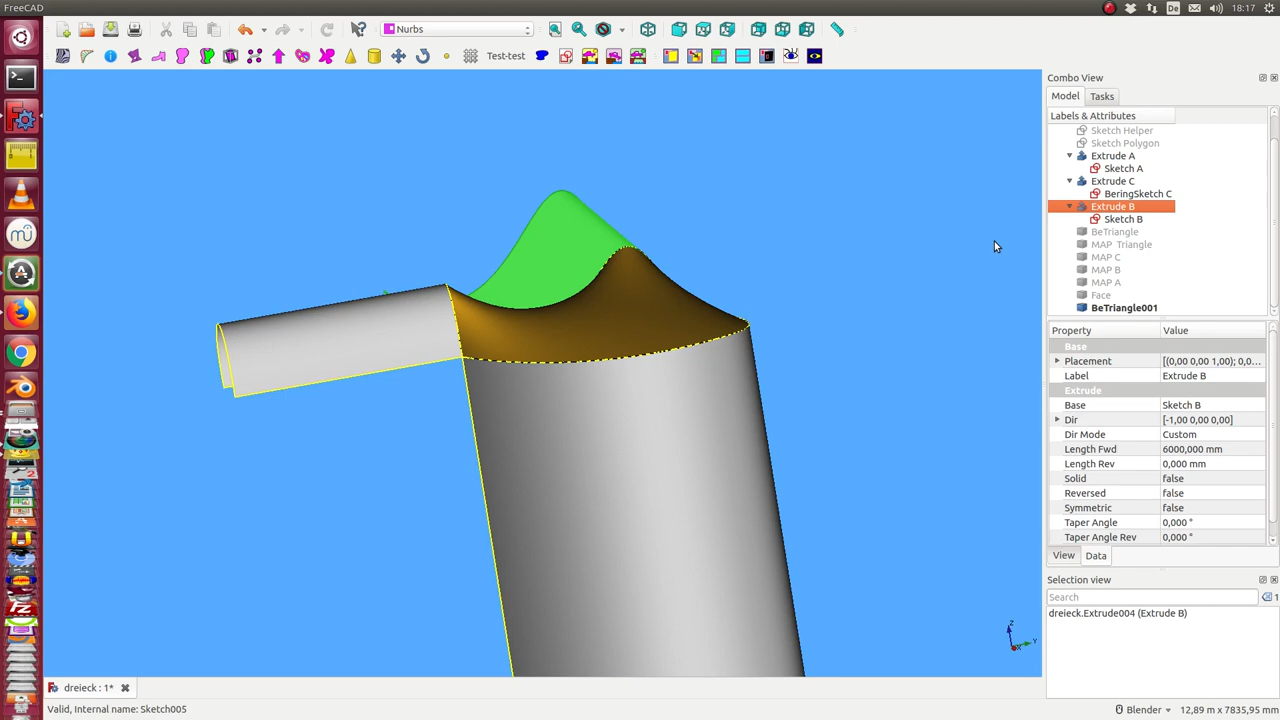 FreeCAD
De
18:17
Nurbs
Test-test
Combo View
Model
Tasks
Labels & Attributes
Sketch Helper
Sketch Polygon
Extrude A
Sketch A
Extrude C
BeringSketch C
Extrude B
Sketch B
BeTriangle
MAP Triangle
MAP C
MAP B
MAP A
Face
BeTriangle001
Property Value
Base
Placement [(0,00 0,00 1,00); 0,0...
Label Extrude B
Extrude
Base Sketch B
Dir [-1,00 0,00 0,00]
Dir Mode Custom
Length Fwd 6000,000 mm
Length Rev 0,000 mm
Solid false
Reversed false
Symmetric false
Taper Angle 0,000 °
Taper Angle Rev 0,000 °
View
Data
Selection view
Search
1
dreieck.Extrude004 (Extrude B)
Z
Y
X
dreieck : 1*
Valid, Internal name: Sketch005
Blender
12,89 m x 7835,95 mm